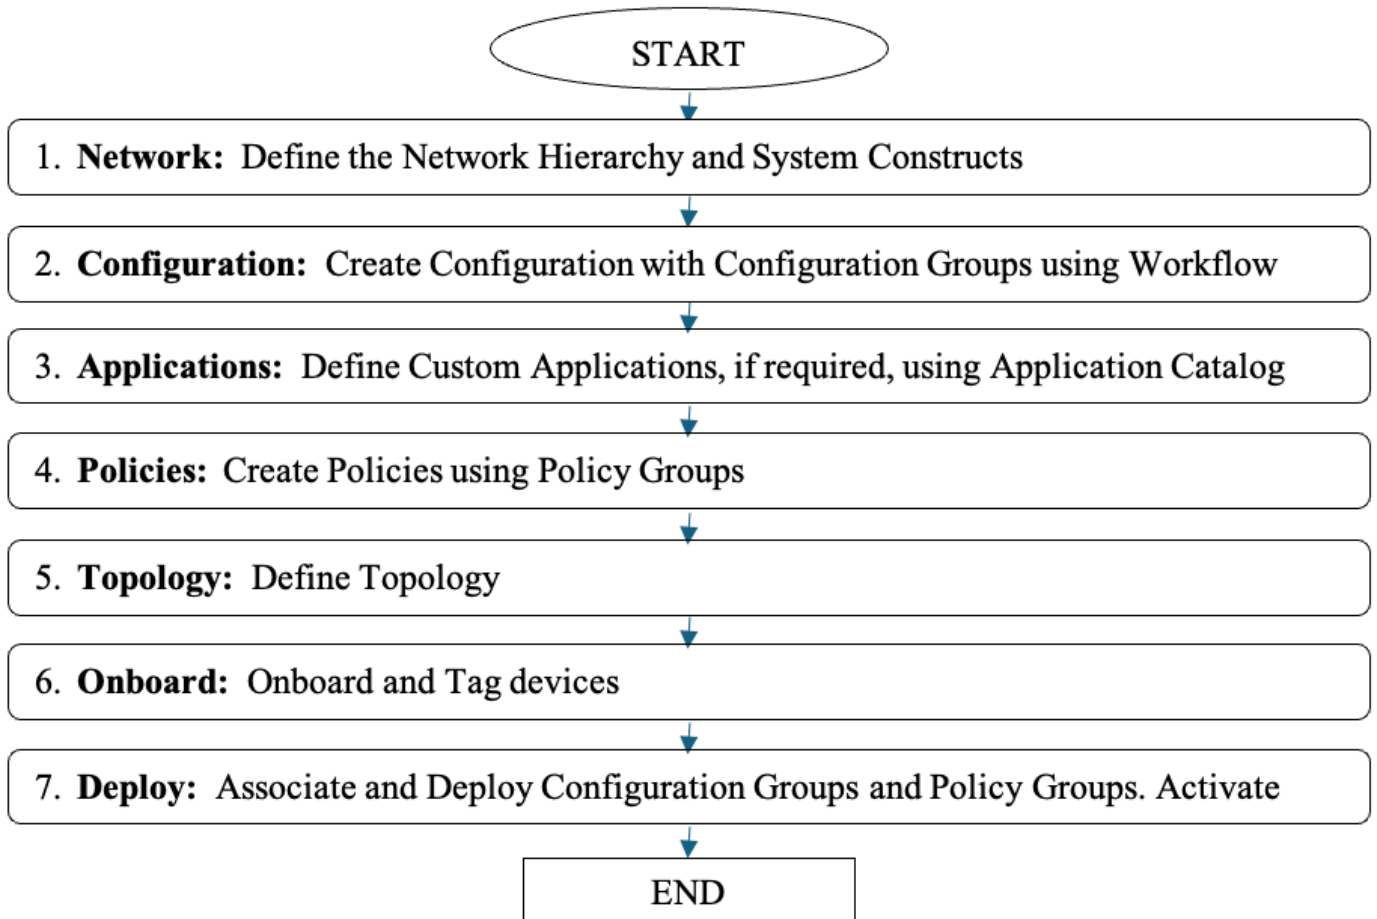 START
1. Network: Define the Network Hierarchy and System Constructs
2. Configuration: Create Configuration with Configuration Groups using Workflow
3. Applications: Define Custom Applications, if required, using Application Catalog
4. Policies: Create Policies using Policy Groups
5. Topology: Define Topology
6. Onboard: Onboard and Tag devices
7. Deploy: Associate and Deploy Configuration Groups and Policy Groups. Activate
END